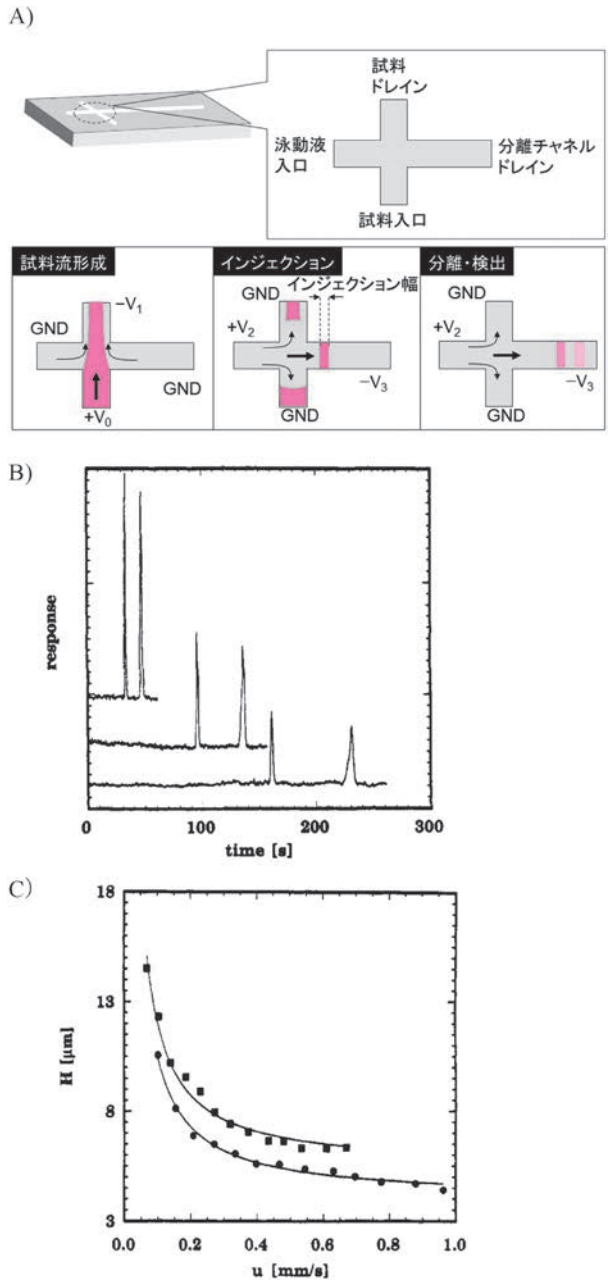 A)
試料
ドレイン
泳動液
入口
分離チャネル
ドレイン
試料入口
試料流形成
–V1
GND
GND
+V0
インジェクション
GND
インジェクション幅
+V2
–V3
GND
分離・検出
GND
+V2
–V3
GND
B)
response
0
100
200
300
time [s]
C)
18
13
8
3
H [μm]
0.0
0.2
0.4
0.6
0.8
1.0
u [mm/s]